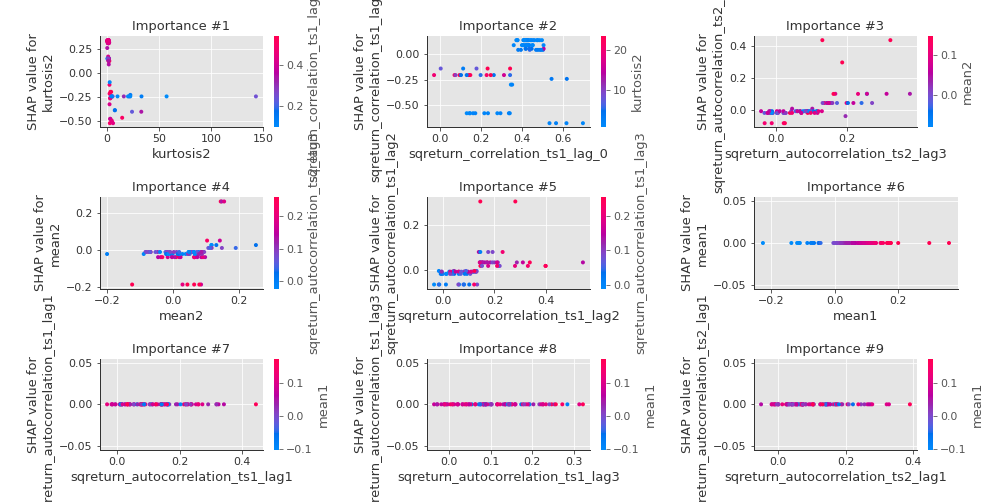 Importance #1
SHAP value for
kurtosis2
0.25
0.00
−0.25
−0.50
0
50
100
150
kurtosis2
0.4
0.2
Importance #2
SHAP value for
sqreturn_correlation_ts1_lag_0
0.00
−0.25
−0.50
0.0
0.2
0.4
0.6
sqreturn_correlation_ts1_lag_0
20
10
kurtosis2
Importance #3
SHAP value for
sqreturn_autocorrelation_ts2_lag3
0.4
0.2
0.0
0.0
0.2
sqreturn_autocorrelation_ts2_lag3
0.1
0.0
mean2
Importance #4
SHAP value for
mean2
0.2
0.0
−0.2
−0.2
0.0
0.2
mean2
0.2
0.1
0.0
Importance #5
SHAP value for
sqreturn_autocorrelation_ts1_lag2
0.2
0.0
0.0
0.2
0.4
sqreturn_autocorrelation_ts1_lag2
0.2
0.1
0.0
sqreturn_autocorrelation_ts1_lag3
Importance #6
SHAP value for
mean1
0.05
0.00
−0.05
−0.2
0.0
0.2
mean1
Importance #7
SHAP value for
sqreturn_autocorrelation_ts1_lag1
0.05
0.00
−0.05
0.0
0.2
0.4
sqreturn_autocorrelation_ts1_lag1
0.1
0.0
−0.1
mean1
Importance #8
SHAP value for
sqreturn_autocorrelation_ts1_lag3
0.05
0.00
−0.05
0.0
0.1
0.2
0.3
sqreturn_autocorrelation_ts1_lag3
0.1
0.0
−0.1
mean1
Importance #9
SHAP value for
sqreturn_autocorrelation_ts2_lag1
0.05
0.00
−0.05
0.0
0.2
0.4
sqreturn_autocorrelation_ts2_lag1
0.1
0.0
−0.1
mean1